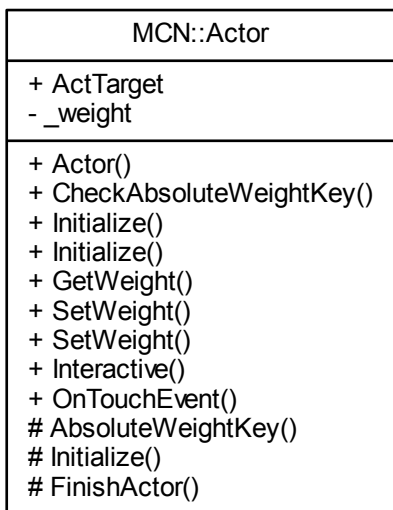 MCN::Actor
+ ActTarget
- _weight
+ Actor()
+ CheckAbsoluteWeightKey()
+ Initialize()
+ Initialize()
+ GetWeight()
+ SetWeight()
+ SetWeight()
+ Interactive()
+ OnTouchEvent()
# AbsoluteWeightKey()
# Initialize()
# FinishActor()